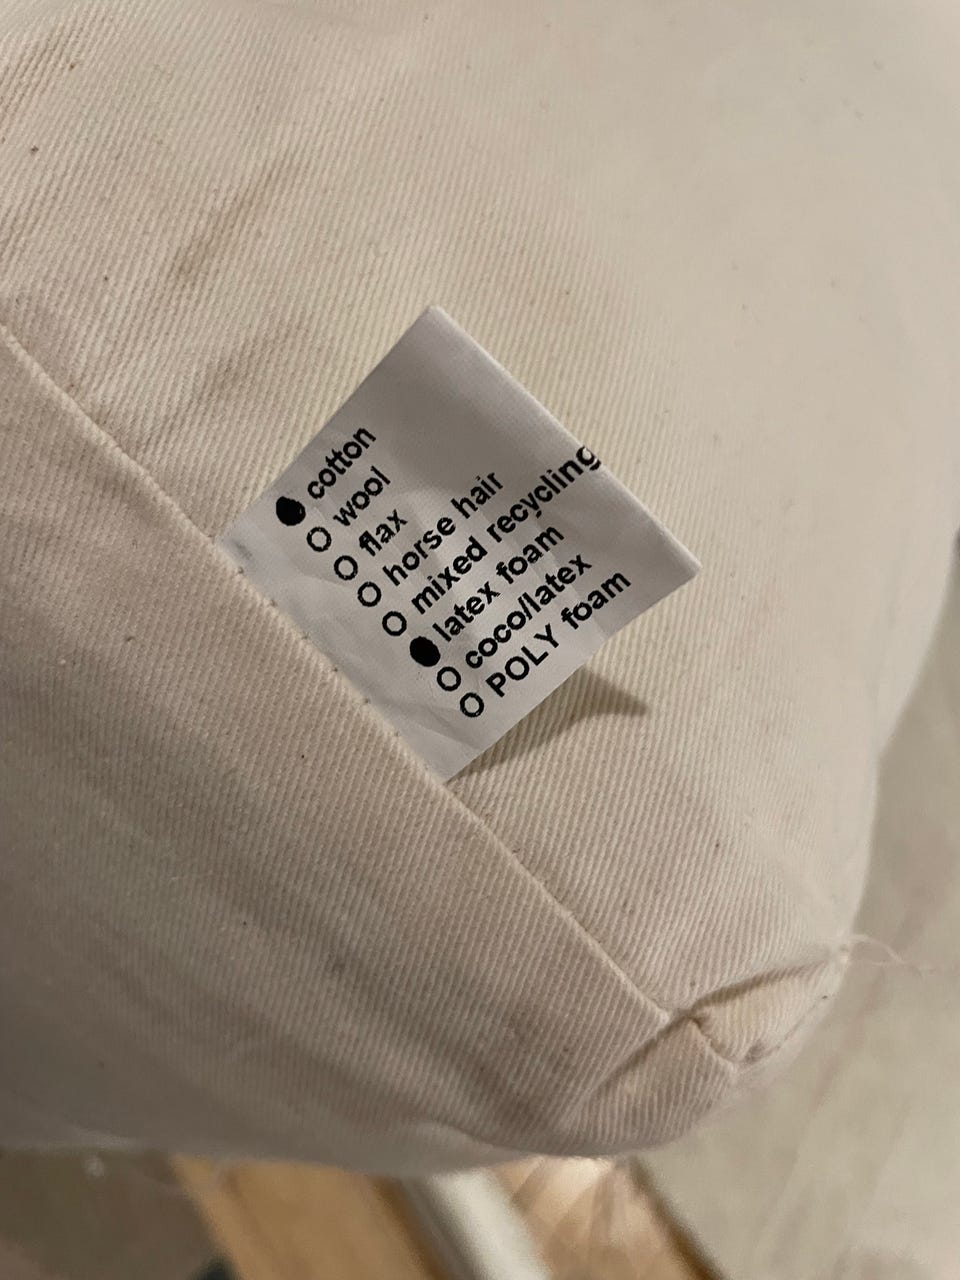 ● cotton
O wool
O flax
O horse hair
O mixed recycling
● latex foam
O coco/latex
O POLY foam